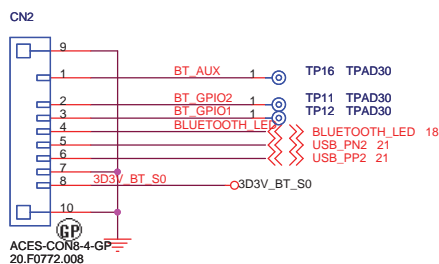 CN2
9
1 BT_AUX 1 TP16 TPAD30
2 BT_GPIO2 1 TP11 TPAD30
3 BT_GPIO1 1 TP12 TPAD30
4 BLUETOOTH_LED BLUETOOTH_LED 18
5 USB_PN2 21
6 USB_PP2 21
7
8 3D3V_BT_S0 3D3V_BT_S0
10
GP
ACES-CON8-4-GP
20.F0772.008